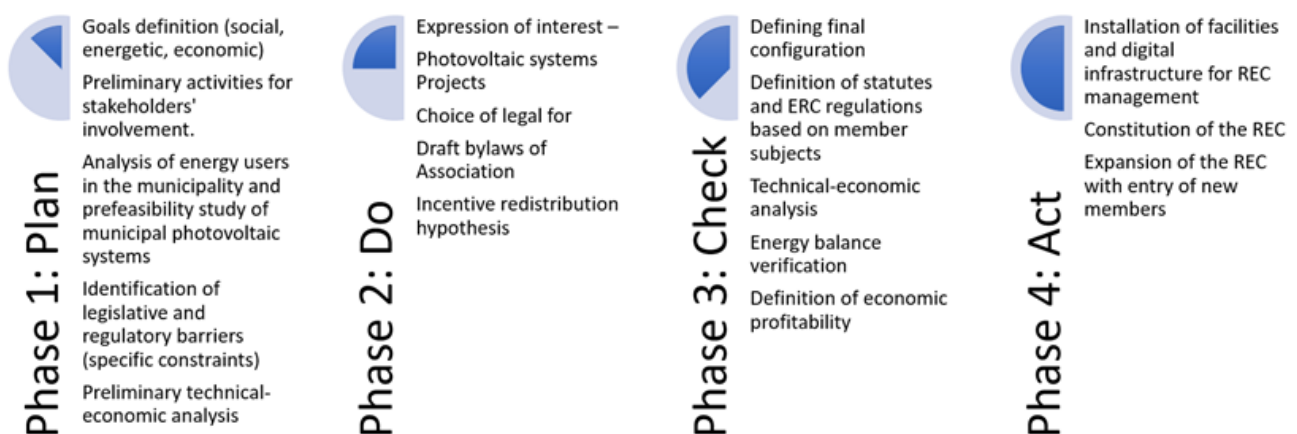 Phase 1: Plan
Goals definition (social,
energetic, economic)
Preliminary activities for
stakeholders'
involvement.
Analysis of energy users
in the municipality and
prefeasibility study of
municipal photovoltaic
systems
Identification of
legislative and
regulatory barriers
(specific constraints)
Preliminary technical-
economic analysis
Phase 2: Do
Expression of interest –
Photovoltaic systems
Projects
Choice of legal for
Draft bylaws of
Association
Incentive redistribution
hypothesis
Phase 3: Check
Defining final
configuration
Definition of statutes
and ERC regulations
based on member
subjects
Technical-economic
analysis
Energy balance
verification
Definition of economic
profitability
Phase 4: Act
Installation of facilities
and digital
infrastructure for REC
management
Constitution of the REC
Expansion of the REC
with entry of new
members